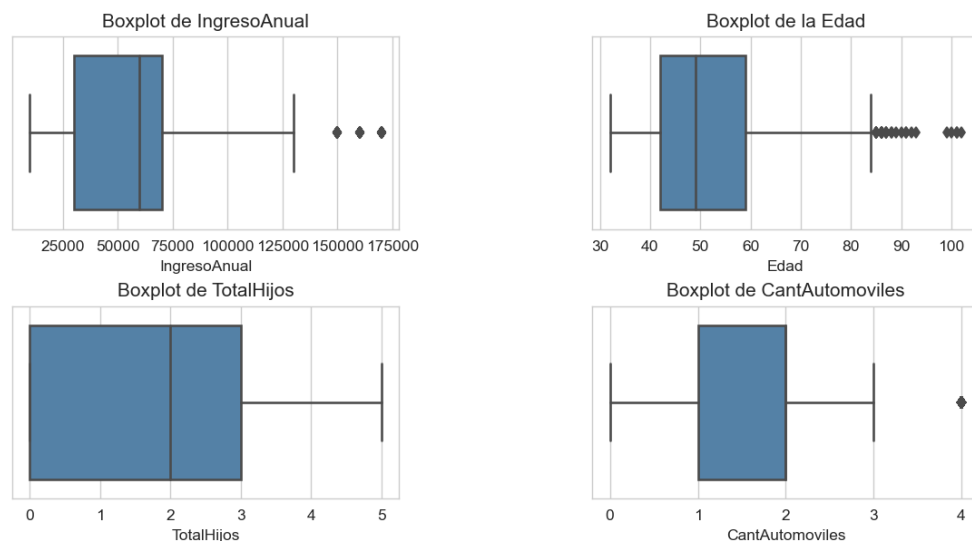 Boxplot de IngresoAnual
25000 50000 75000 100000 125000 150000 175000
IngresoAnual
Boxplot de la Edad
30 40 50 60 70 80 90 100
Edad
Boxplot de TotalHijos
0 1 2 3 4 5
TotalHijos
Boxplot de CantAutomoviles
0 1 2 3 4
CantAutomoviles